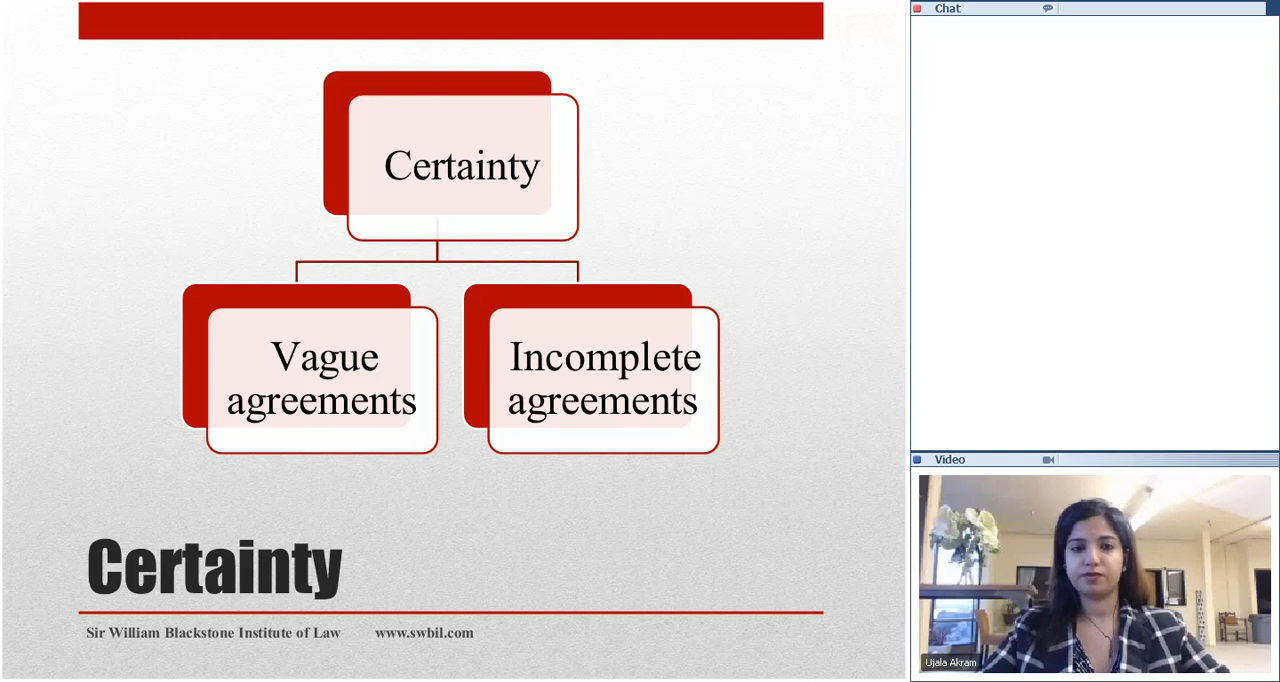 Certainty
Vague
agreements
Incomplete
agreements
Certainty
Sir William Blackstone Institute of Law www.swbil.com
Chat
Video
Ujala Akram